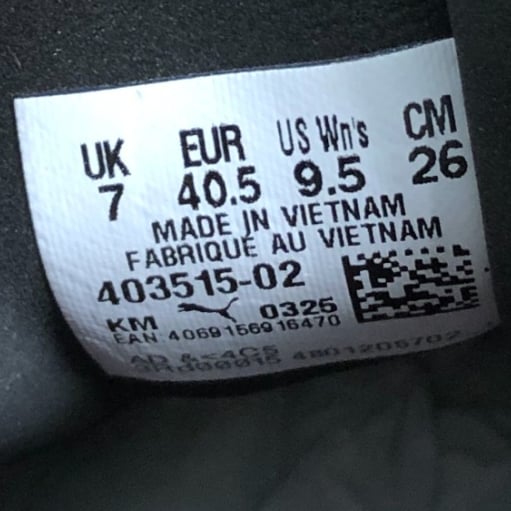 UK EUR US Wn's CM
7 40.5 9.5 26
MADE IN VIETNAM
FABRIQUÉ AU VIETNAM
403515-02
KM 0325
EAN: 4069156916470